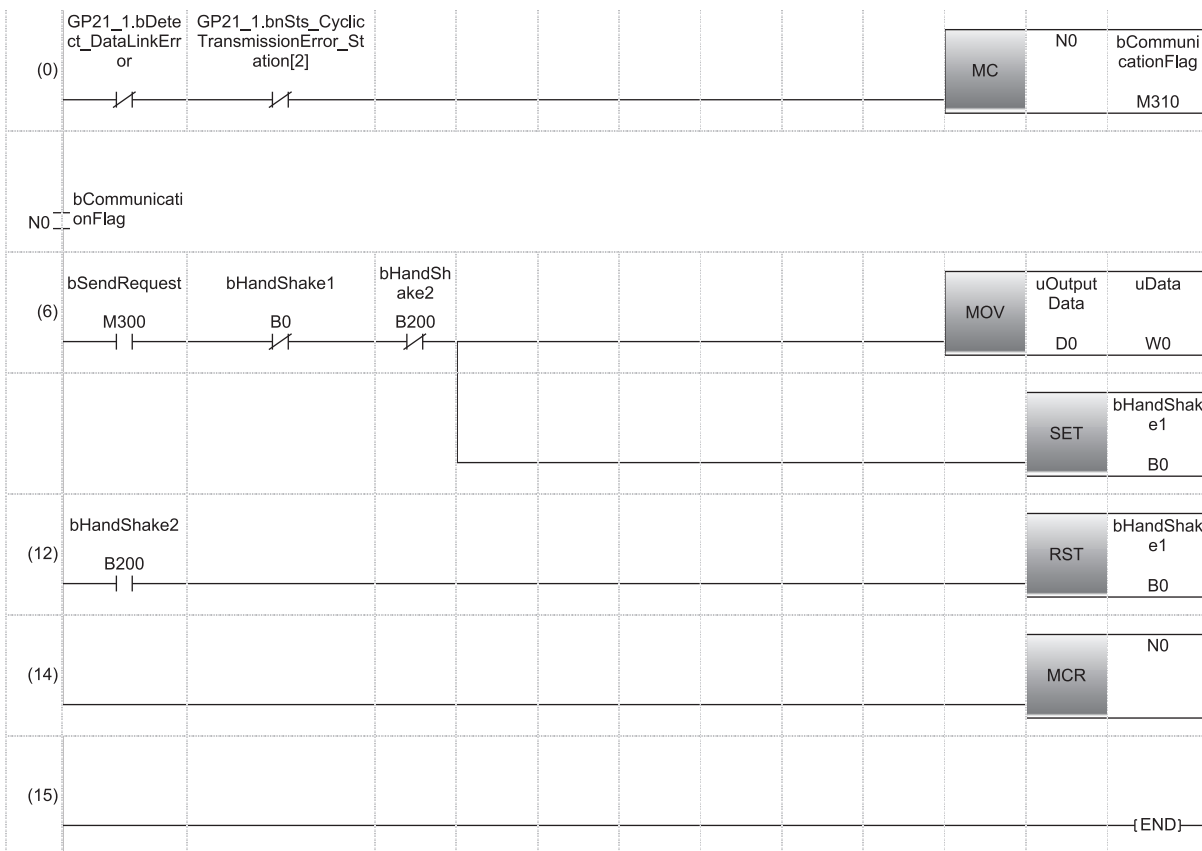 GP21_1.bDete
ct_DataLinkErr
or
GP21_1.bnSts_Cyclic
TransmissionError_St
ation[2]
(0)
MC
N0
bCommuni
cationFlag
M310
N0
bCommunicati
onFlag
(6)
bSendRequest
M300
bHandShake1
B0
bHandSh
ake2
B200
MOV
uOutput
Data
D0
uData
W0
SET
bHandShak
e1
B0
(12)
bHandShake2
B200
RST
bHandShak
e1
B0
(14)
MCR
N0
(15)
END